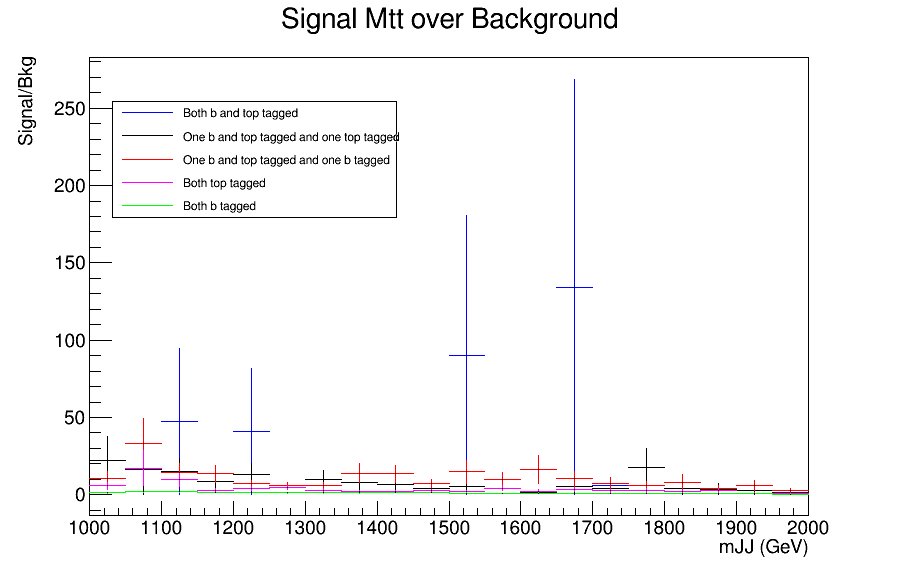 Signal Mtt over Background
Signal/Bkg
250
200
150
100
50
0
Both b and top tagged
One b and top tagged and one top tagged
One b and top tagged and one b tagged
Both top tagged
Both b tagged
1000 1100 1200 1300 1400 1500 1600 1700 1800 1900 2000
mJJ (GeV)